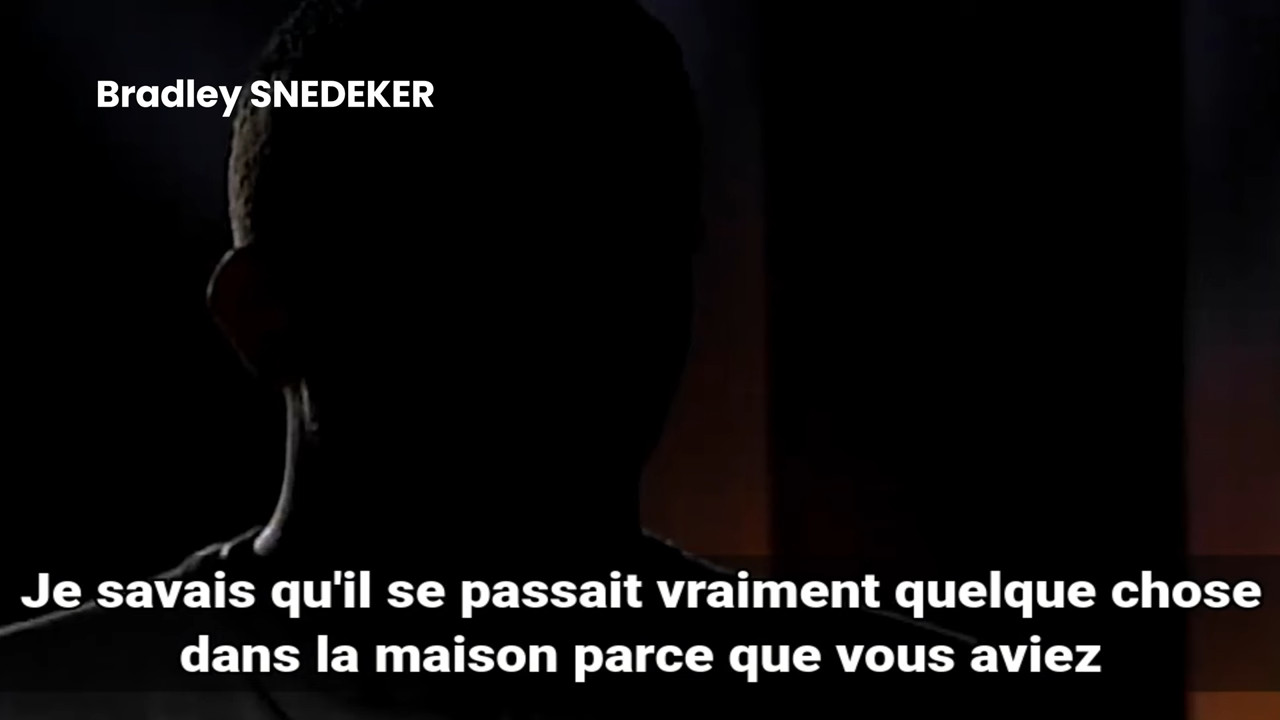 Bradley SNEDEKER
Je savais qu'il se passait vraiment quelque chose
dans la maison parce que vous aviez